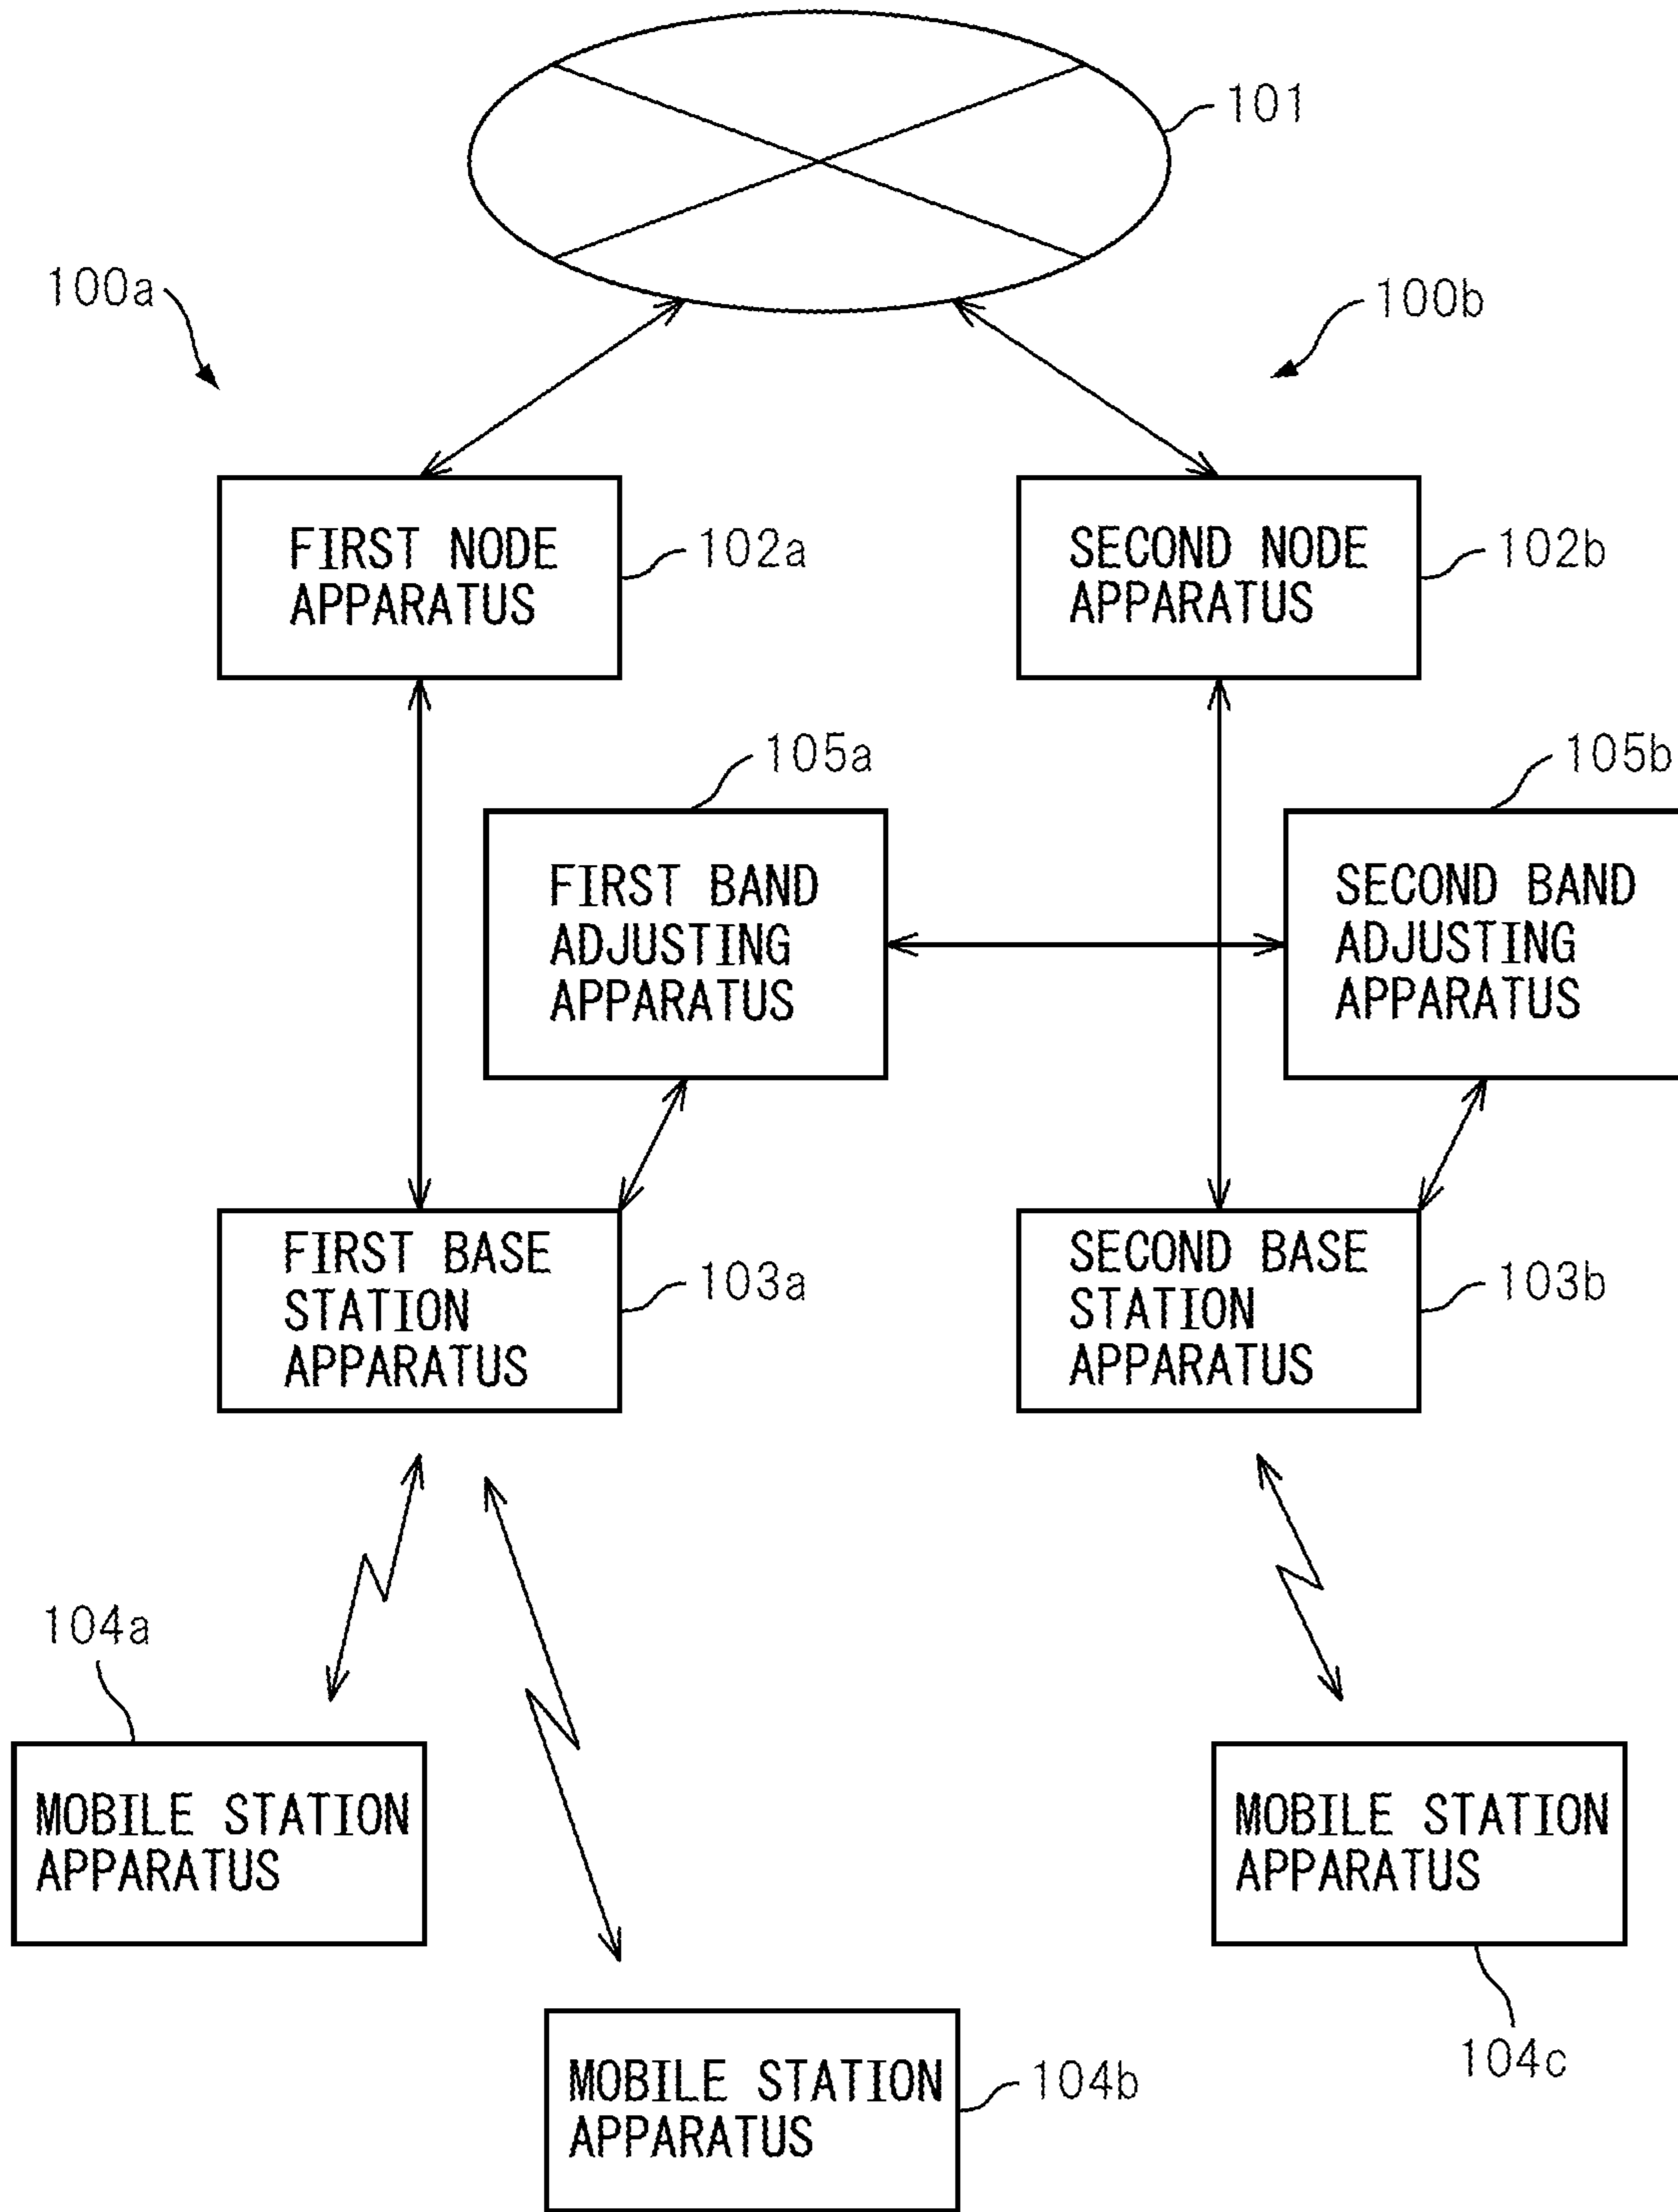 101
100a
100b
FIRST NODE
APPARATUS
102a
SECOND NODE
APPARATUS
102b
105a
105b
FIRST BAND
ADJUSTING
APPARATUS
SECOND BAND
ADJUSTING
APPARATUS
FIRST BASE
STATION
APPARATUS
103a
SECOND BASE
STATION
APPARATUS
103b
104a
MOBILE STATION
APPARATUS
MOBILE STATION
APPARATUS
104c
MOBILE STATION
APPARATUS
104b